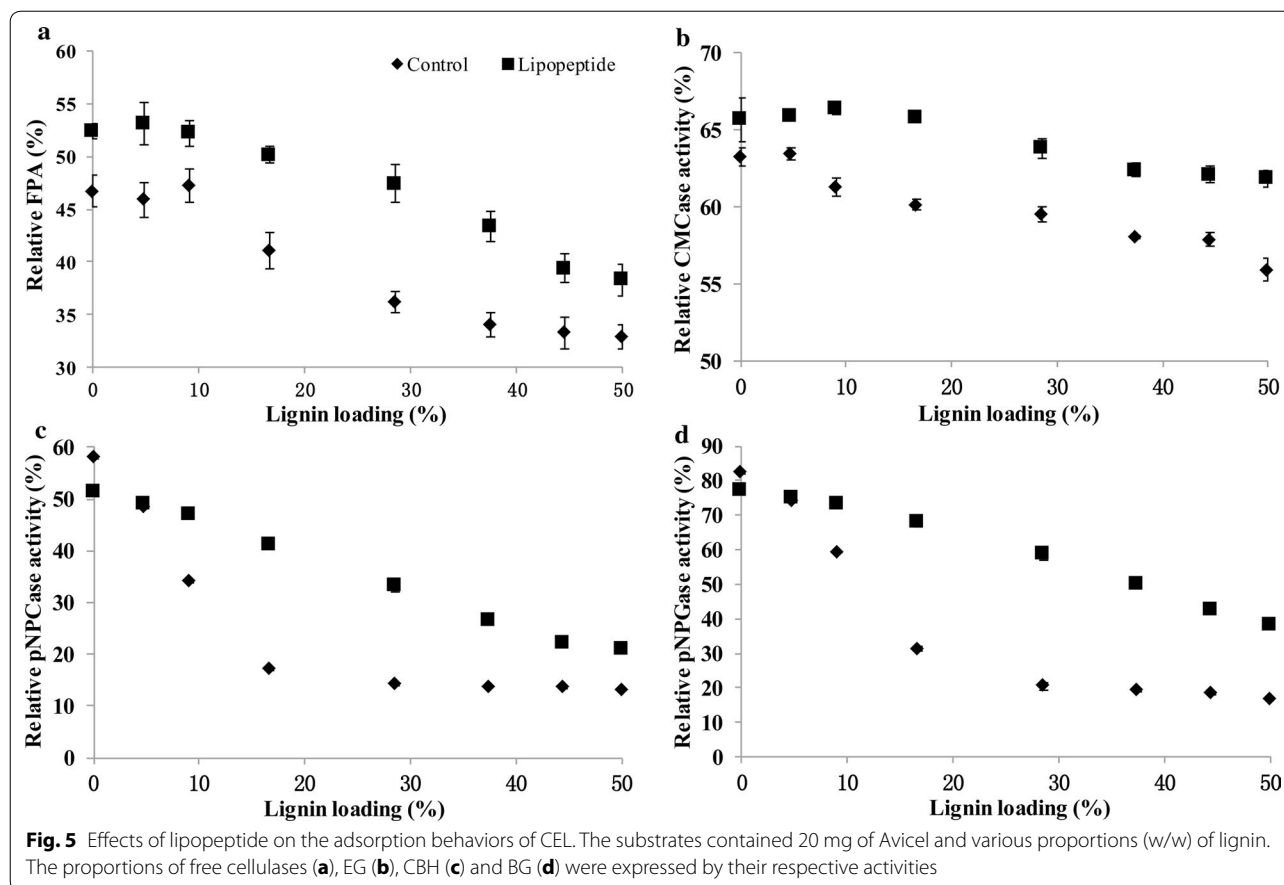 a
60
55
50
45
40
35
30
Relative FPA (%)
Control
Lipopeptide
0 10 20 30 40 50
Lignin loading (%)
b
70
65
60
55
50
Relative CMCase activity (%)
0 10 20 30 40 50
Lignin loading (%)
c
60
50
40
30
20
10
0
Relative pNPCase activity (%)
0 10 20 30 40 50
Lignin loading (%)
d
90
80
70
60
50
40
30
20
10
0
Relative pNPGase activity (%)
0 10 20 30 40 50
Lignin loading (%)
Fig. 5 Effects of lipopeptide on the adsorption behaviors of CEL. The substrates contained 20 mg of Avicel and various proportions (w/w) of lignin.
The proportions of free cellulases (a), EG (b), CBH (c) and BG (d) were expressed by their respective activities